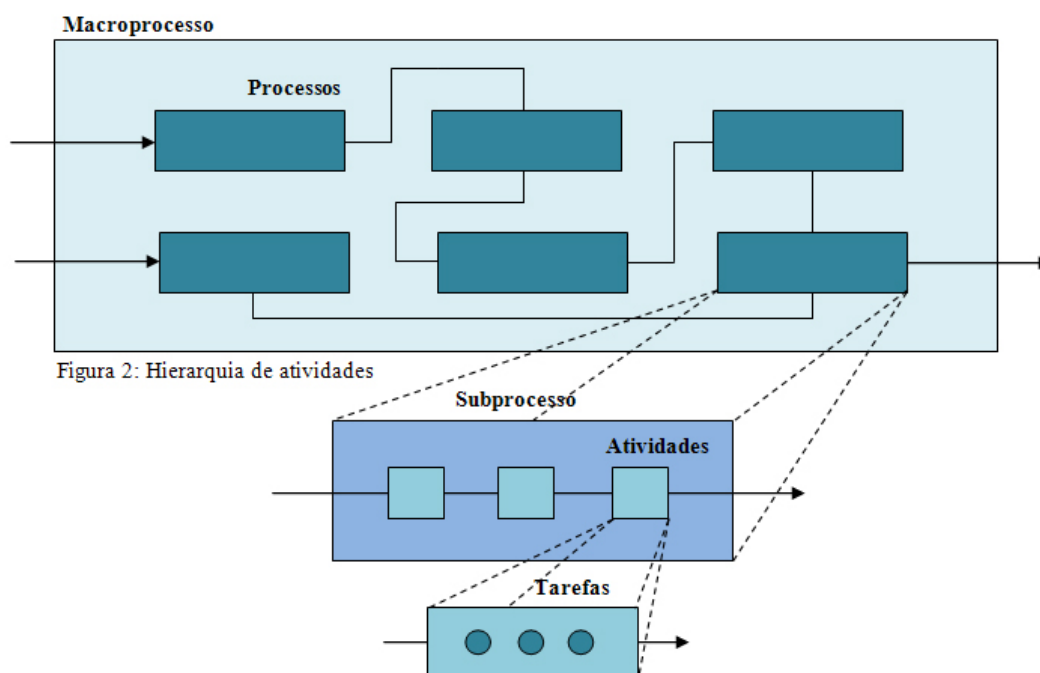 Macroprocesso
Processos
Figura 2: Hierarquia de atividades
Subprocesso
Atividades
Tarefas